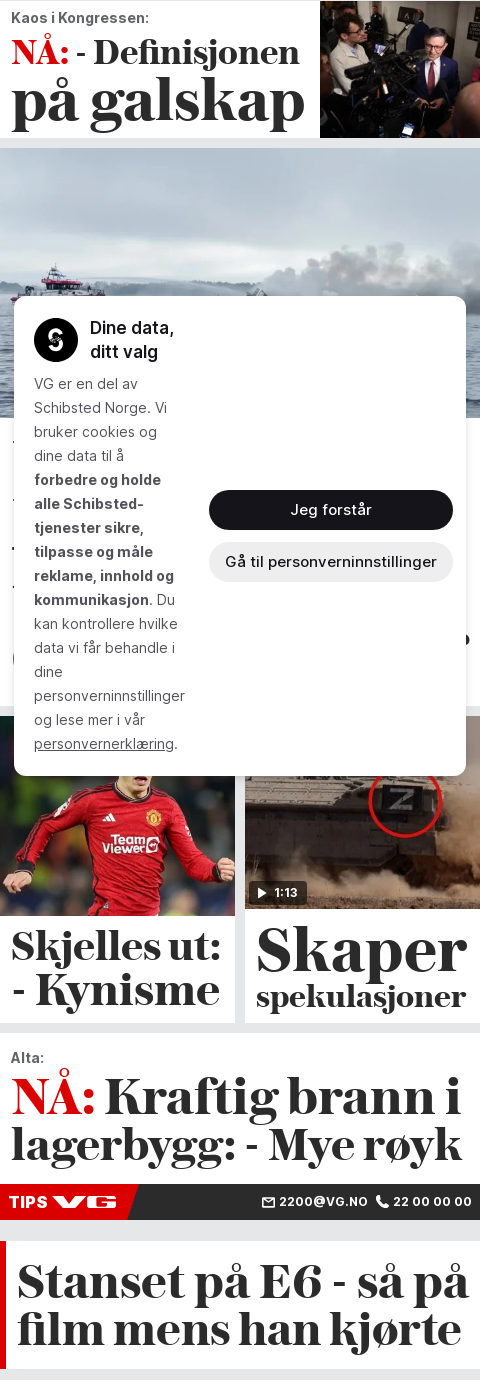 Kaos i Kongressen:
NÅ: - Definisjonen
på galskap
Dine data,
ditt valg
VG er en del av
Schibsted Norge. Vi
bruker cookies og
dine data til å
forbedre og holde
alle Schibsted-
tjenester sikre,
tilpasse og måle
reklame, innhold og
kommunikasjon. Du
kan kontrollere hvilke
data vi får behandle i
dine
personverninnstillinger
og lese mer i vår
personvernerklæring.
Jeg forstår
Gå til personverninnstillinger
TeamViewer
1:13
Skjelles ut:
- Kynisme
Skaper
spekulasjoner
Alta:
NÅ: Kraftig brann i
lagerbygg: - Mye røyk
TIPS VG 2200@VG.NO 22 00 00 00
Stanset på E6 - så på
film mens han kjørte